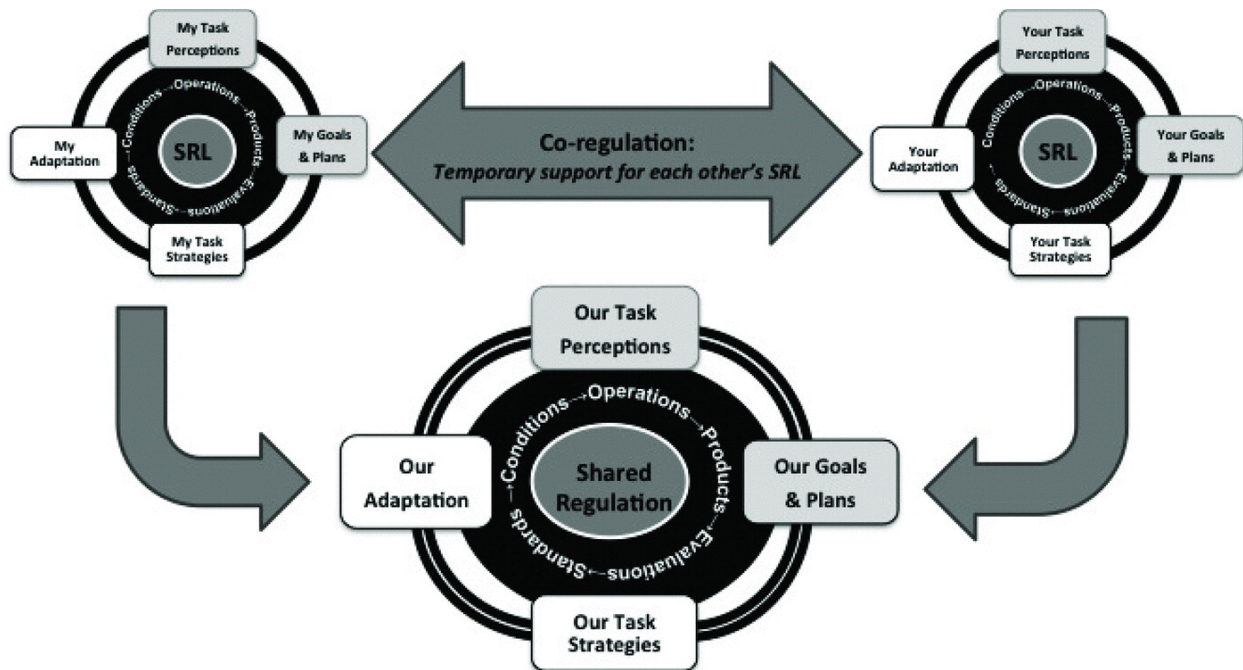 My Task
Perceptions
My Goals
& Plans
My Task
Strategies
My
Adaptation
Conditions→Operations→Products→Evaluations→Standards→
SRL
Co-regulation:
Temporary support for each other's SRL
Your Task
Perceptions
Your Goals
& Plans
Your Task
Strategies
Your
Adaptation
Conditions→Operations→Products→Evaluations→Standards→
SRL
Our Task
Perceptions
Our Goals
& Plans
Our Task
Strategies
Our
Adaptation
→Conditions→Operations→Products→Evaluations→Standards
Shared
Regulation